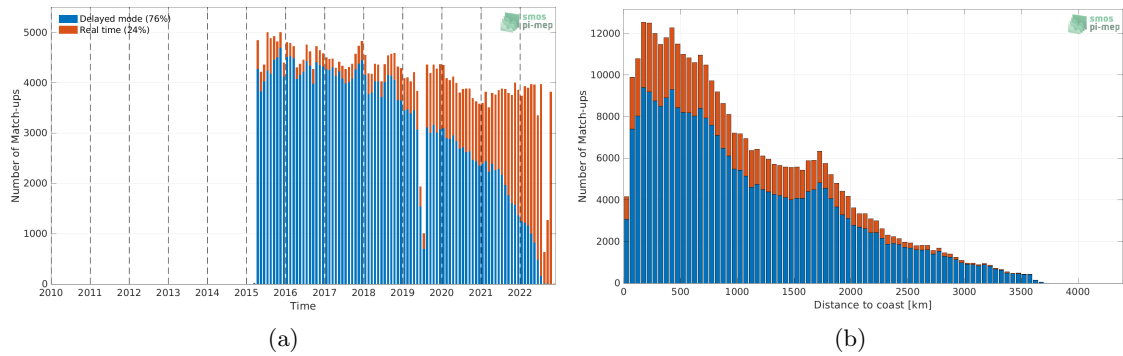 Delayed mode (76%)
Real time (24%)
smos
pi-mep
5000
4000
3000
2000
1000
0
Number of Match-ups
2010 2011 2012 2013 2014 2015 2016 2017 2018 2019 2020 2021 2022
Time
(a)
smos
pi-mep
12000
10000
8000
6000
4000
2000
0
Number of Match-ups
0 500 1000 1500 2000 2500 3000 3500 4000
Distance to coast [km]
(b)